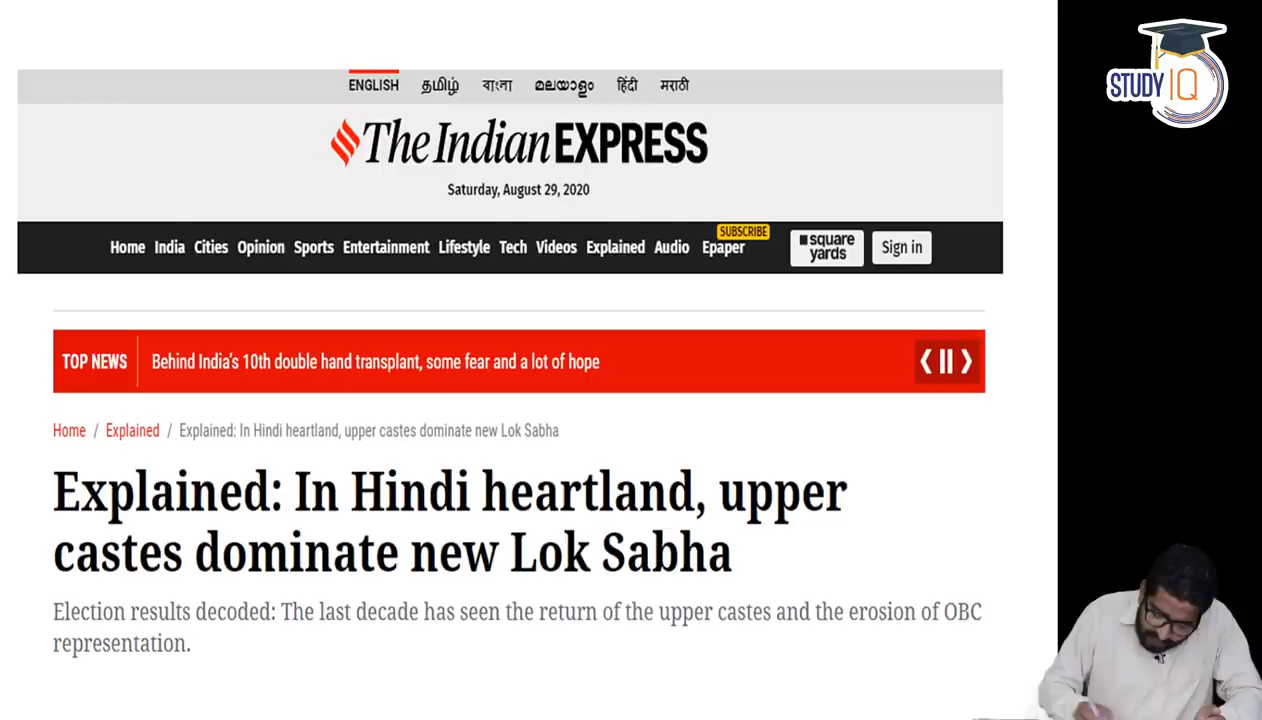 STUDY IQ
ENGLISH தமிழ் বাংলা മലയാളം हिंदी मराठी
The Indian EXPRESS
Saturday, August 29, 2020
SUBSCRIBE
Home India Cities Opinion Sports Entertainment Lifestyle Tech Videos Explained Audio Epaper square yards Sign in
TOP NEWS Behind India's 10th double hand transplant, some fear and a lot of hope
Home / Explained / Explained: In Hindi heartland, upper castes dominate new Lok Sabha
Explained: In Hindi heartland, upper
castes dominate new Lok Sabha
Election results decoded: The last decade has seen the return of the upper castes and the erosion of OBC
representation.